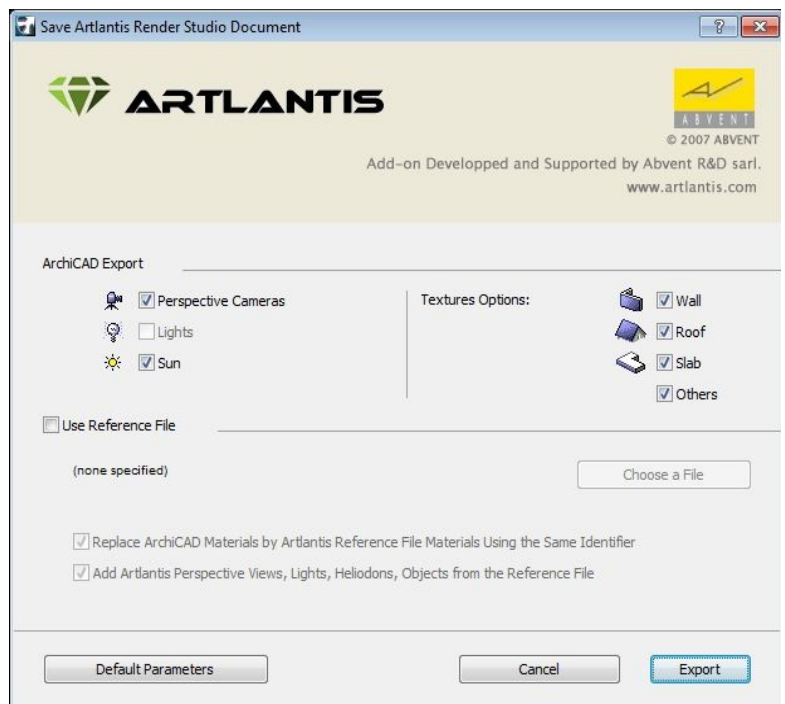 Save Artlantis Render Studio Document
ARTLANTIS
ABVENT
© 2007 ABVENT
Add-on Developped and Supported by Abvent R&D sarl.
www.artlantis.com
ArchiCAD Export
Perspective Cameras
Textures Options:
Wall
Lights
Roof
Sun
Slab
Others
Use Reference File
(none specified)
Choose a File
Replace ArchiCAD Materials by Artlantis Reference File Materials Using the Same Identifier
Add Artlantis Perspective Views, Lights, Heliodons, Objects from the Reference File
Default Parameters
Cancel
Export